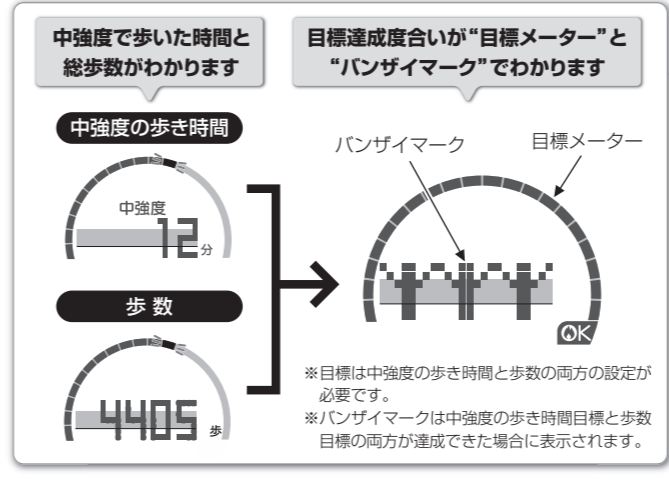 中強度で歩いた時間と
総歩数がわかります
目標達成度合いが“目標メーター”と
“バンザイマーク”でわかります
中強度の歩き時間
中強度
12分
歩 数
4405 歩
バンザイマーク
目標メーター
OK
※目標は中強度の歩き時間と歩数の両方の設定が
必要です。
※バンザイマークは中強度の歩き時間目標と歩数
目標の両方が達成できた場合に表示されます。